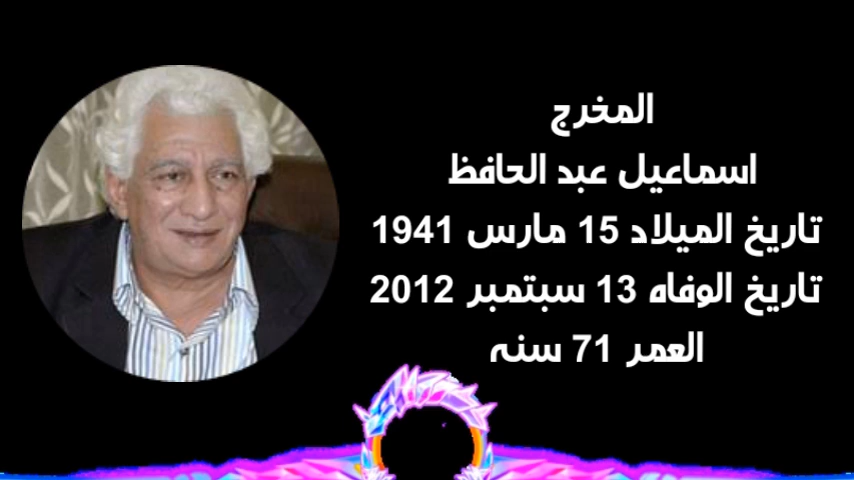 المخرج
اسماعيل عبد الحافظ
تاريخ الميلاد 15 مارس 1941
تاريخ الوفاه 13 سبتمبر 2012
العمر 71 سنه